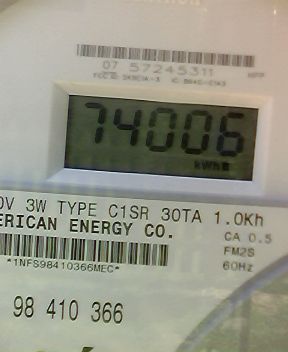 07 57245311
74006
kWh
0V 3W TYPE C1SR 30TA 1.0Kh
ERICAN ENERGY CO.
CA 0.5
FM2S
*1NFS98410366MEC*
60Hz
98 410 366